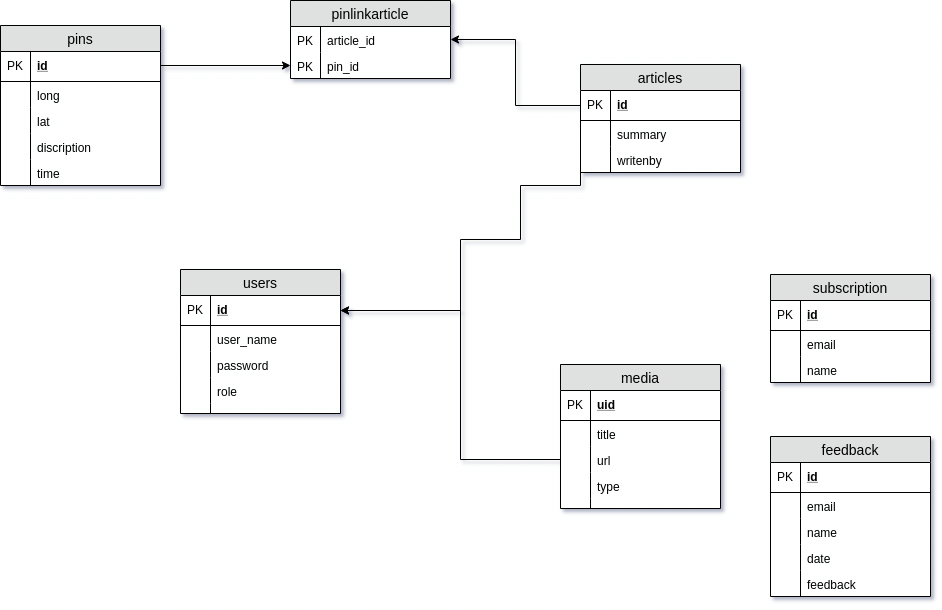 pinlinkarticle
PK article_id
PK pin_id
pins
PK id
long
lat
discription
time
articles
PK id
summary
writenby
users
PK id
user_name
password
role
subscription
PK id
email
name
media
PK uid
title
url
type
feedback
PK id
email
name
date
feedback